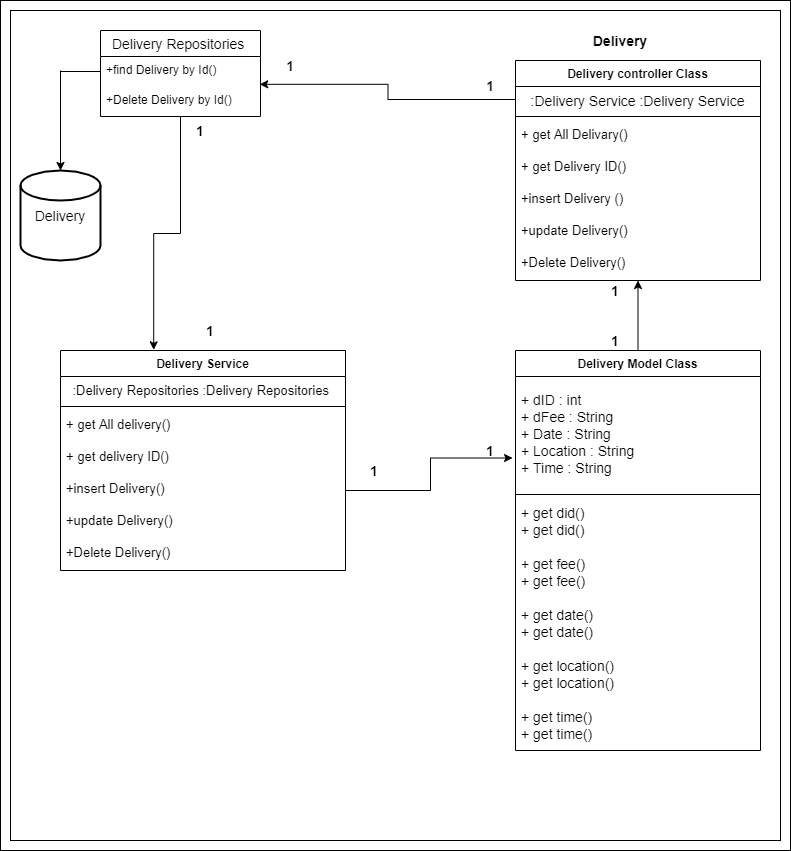 Delivery
Delivery Repositories
+find Delivery by Id()
+Delete Delivery by Id()
1
1
1
Delivery controller Class
:Delivery Service :Delivery Service
+ get All Delivary()
+ get Delivery ID()
+insert Delivery ()
+update Delivery()
+Delete Delivery()
Delivery
1
1
1
1
Delivery Service
:Delivery Repositories :Delivery Repositories
+ get All delivery()
+ get delivery ID()
+insert Delivery()
+update Delivery()
+Delete Delivery()
1
1
Delivery Model Class
+ dID : int
+ dFee : String
+ Date : String
+ Location : String
+ Time : String
+ get did()
+ get did()
+ get fee()
+ get fee()
+ get date()
+ get date()
+ get location()
+ get location()
+ get time()
+ get time()